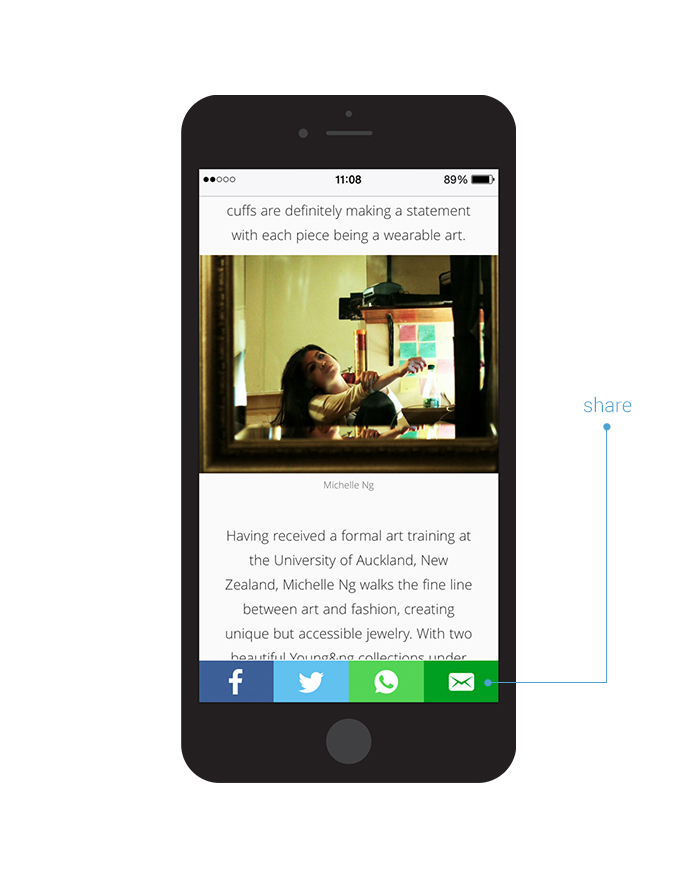 11:08
89%
cuffs are definitely making a statement
with each piece being a wearable art.
share
Michelle Ng
Having received a formal art training at
the University of Auckland, New
Zealand, Michelle Ng walks the fine line
between art and fashion, creating
unique but accessible jewelry. With two
beautiful Young&ng collections under